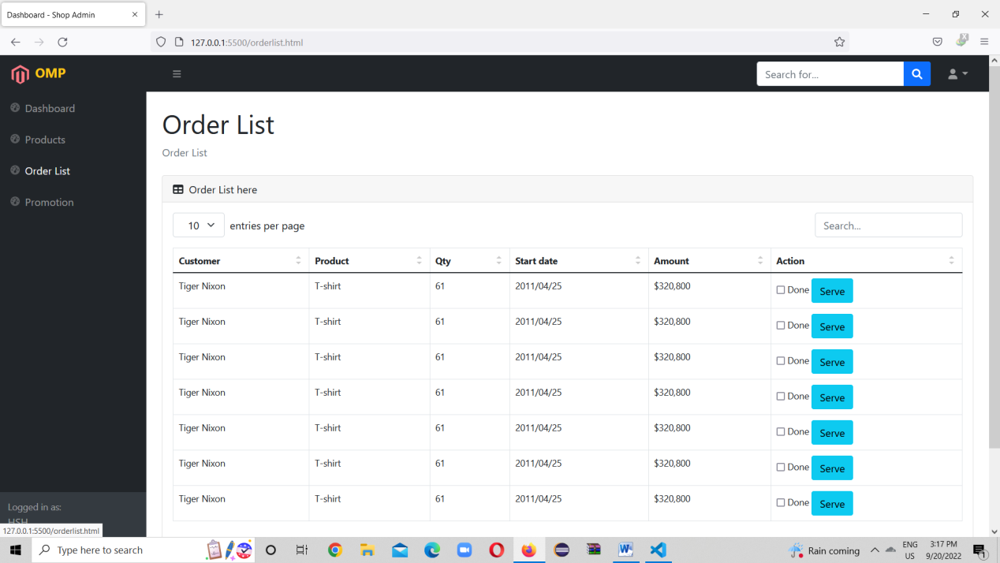 Dashboard - Shop Admin
127.0.0.1:5500/orderlist.html
OMP
Search for...
Dashboard
Products
Order List
Promotion
Order List
Order List
Order List here
10 entries per page
Search...
Customer Product Qty Start date Amount Action
Tiger Nixon T-shirt 61 2011/04/25 $320,800 Done Serve
Tiger Nixon T-shirt 61 2011/04/25 $320,800 Done Serve
Tiger Nixon T-shirt 61 2011/04/25 $320,800 Done Serve
Tiger Nixon T-shirt 61 2011/04/25 $320,800 Done Serve
Tiger Nixon T-shirt 61 2011/04/25 $320,800 Done Serve
Tiger Nixon T-shirt 61 2011/04/25 $320,800 Done Serve
Tiger Nixon T-shirt 61 2011/04/25 $320,800 Done Serve
Logged in as:
HSH
127.0.0.1:5500/orderlist.html
Type here to search
Rain coming
ENG
US
3:17 PM
9/20/2022
1